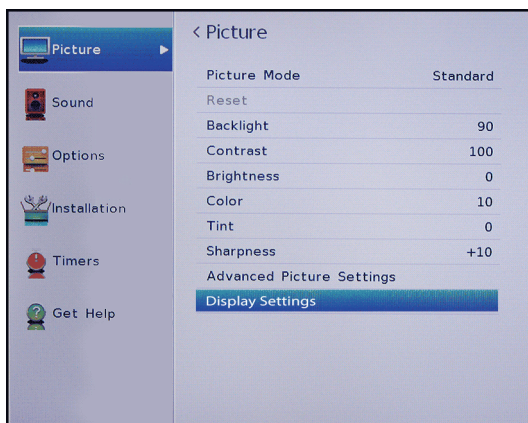 Picture
Sound
Options
Installation
Timers
Get Help
< Picture
Picture Mode Standard
Reset
Backlight 90
Contrast 100
Brightness 0
Color 10
Tint 0
Sharpness +10
Advanced Picture Settings
Display Settings